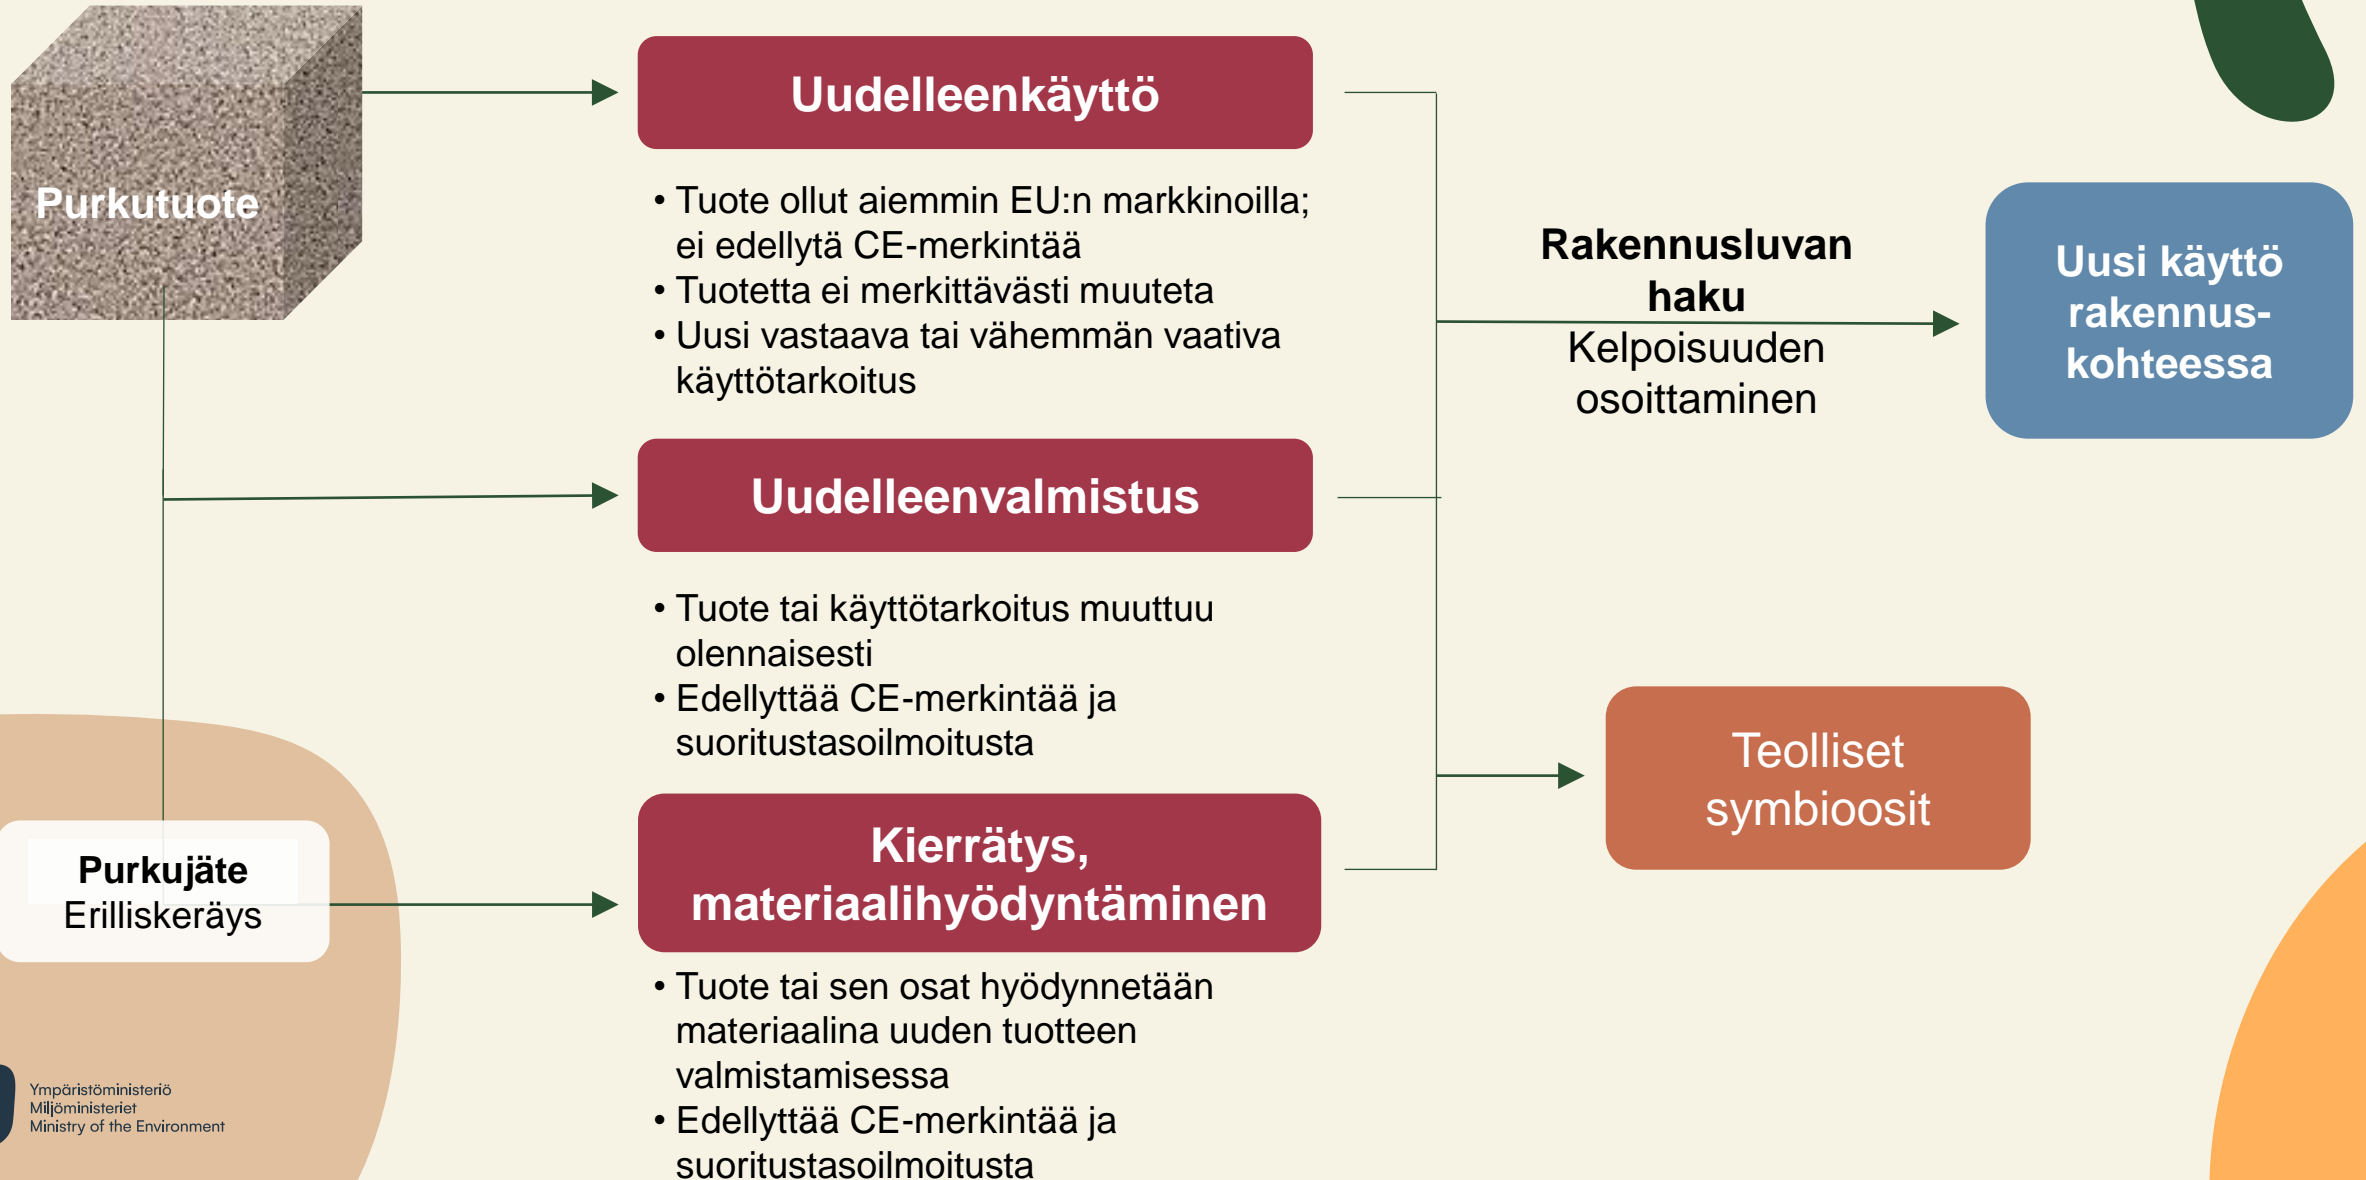 Purkutuote
Uudelleenkäyttö
• Tuote ollut aiemmin EU:n markkinoilla;
ei edellytä CE-merkintää
• Tuotetta ei merkittävästi muuteta
• Uusi vastaava tai vähemmän vaativa
käyttötarkoitus
Uudelleenvalmistus
• Tuote tai käyttötarkoitus muuttuu
olennaisesti
• Edellyttää CE-merkintää ja
suoritustasoilmoitusta
Purkujäte
Erilliskeräys
Kierrätys,
materiaalihyödyntäminen
• Tuote tai sen osat hyödynnetään
materiaalina uuden tuotteen
valmistamisessa
• Edellyttää CE-merkintää ja
suoritustasoilmoitusta
Rakennusluvan
haku
Kelpoisuuden
osoittaminen
Uusi käyttö
rakennus-
kohteessa
Teolliset
symbioosit
Ympäristöministeriö
Miljöministeriet
Ministry of the Environment